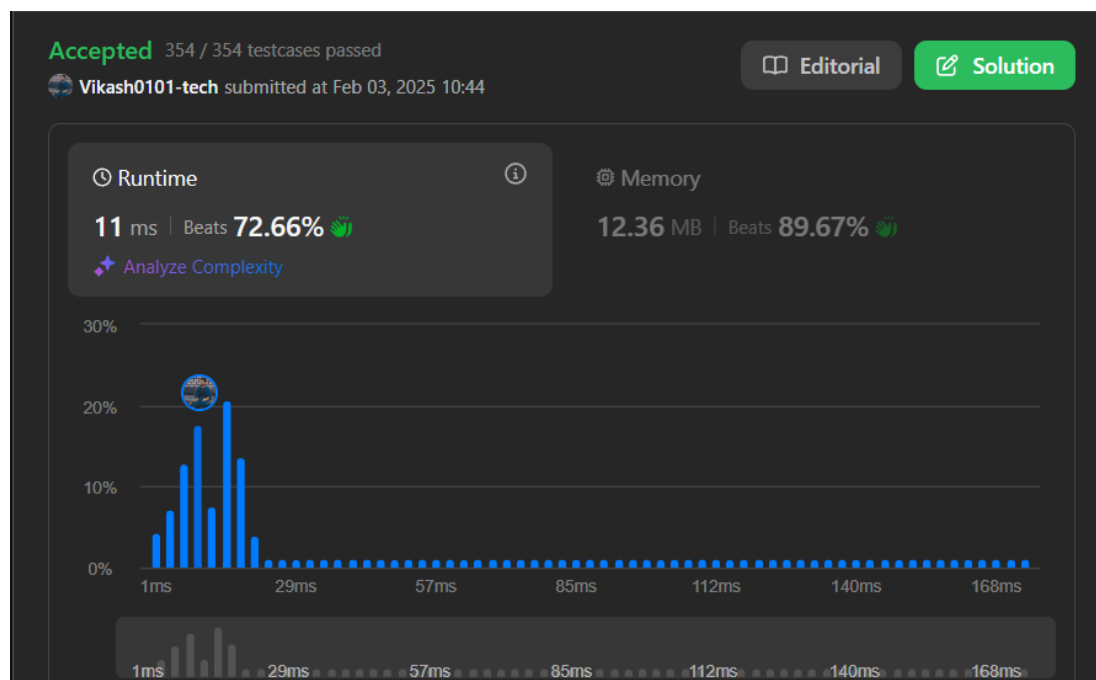 Accepted 354 / 354 testcases passed
Vikash0101-tech submitted at Feb 03, 2025 10:44
Editorial
Solution
Runtime
11 ms | Beats 72.66%
Analyze Complexity
Memory
12.36 MB | Beats 89.67%
30%
20%
10%
0%
1ms 29ms 57ms 85ms 112ms 140ms 168ms
1ms 29ms 57ms 85ms 112ms 140ms 168ms